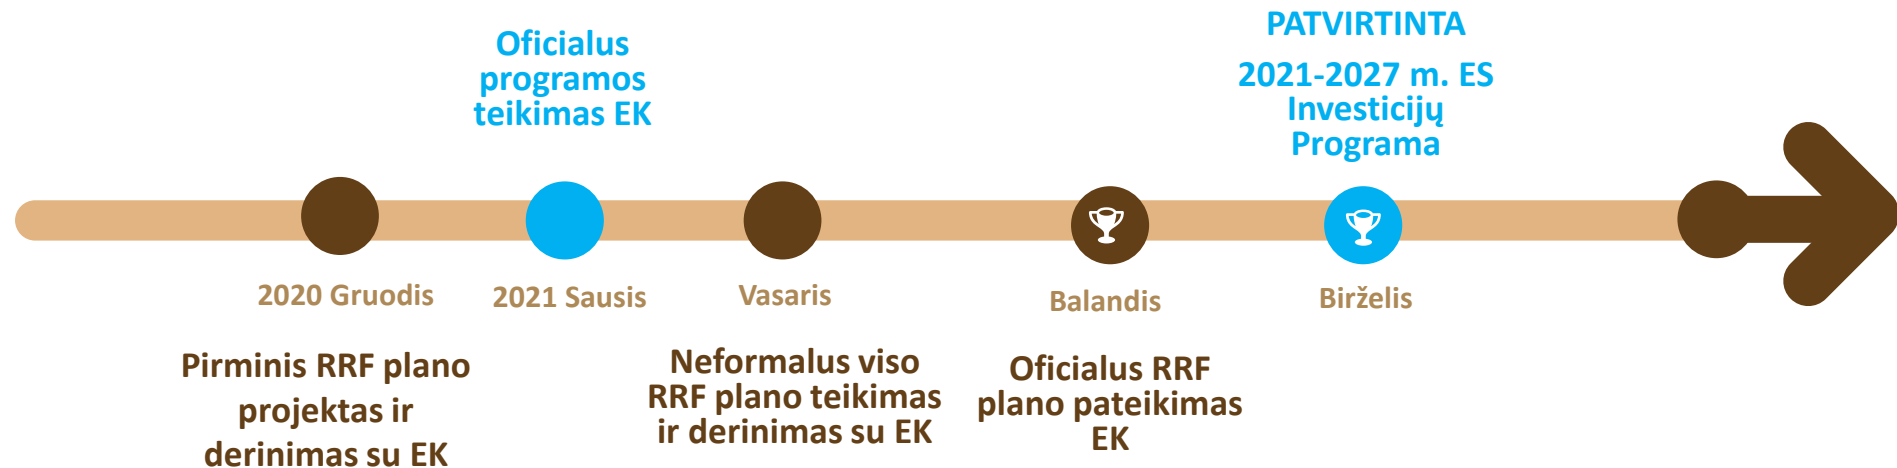 Oficialus
programos
teikimas EK
PATVIRTINTA
2021-2027 m. ES
Investicijų
Programa
2020 Gruodis
2021 Sausis
Vasaris
Balandis
Birželis
Pirminis RRF plano
projektas ir
derinimas su EK
Neformalus viso
RRF plano teikimas
ir derinimas su EK
Oficialus RRF
plano pateikimas
EK